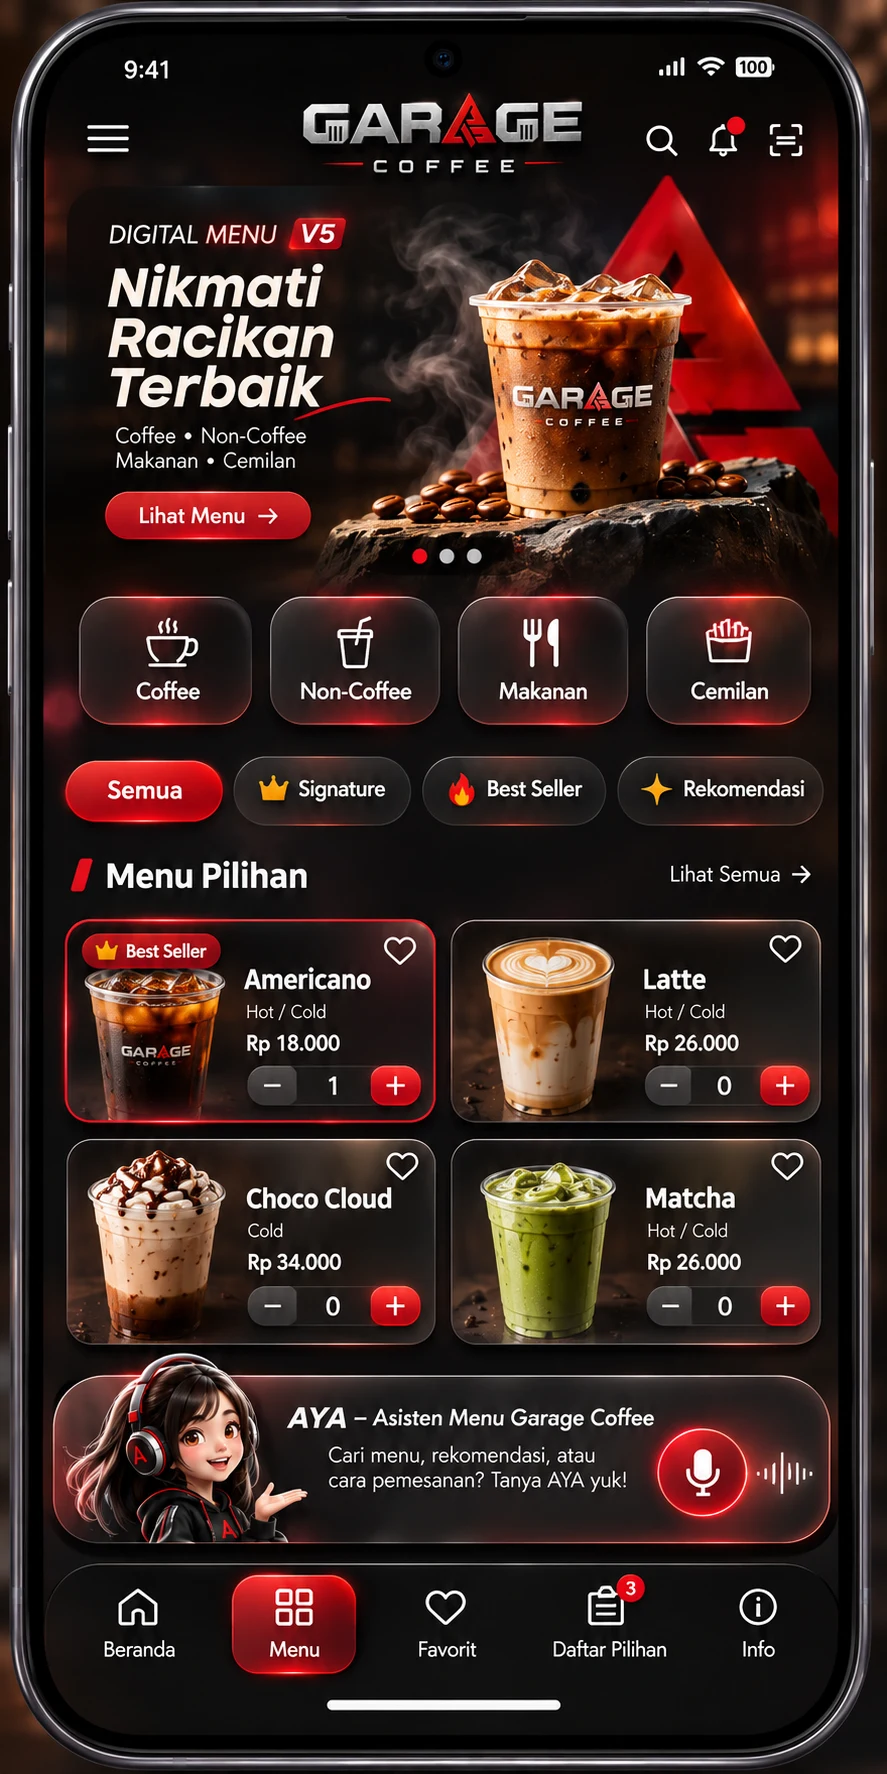 9:41
100
GARAGE
COFFEE
DIGITAL MENU V5
Nikmati
Racikan
Terbaik
Coffee • Non-Coffee
Makanan • Cemilan
Lihat Menu →
GARAGE
COFFEE
Coffee
Non-Coffee
Makanan
Cemilan
Semua
Signature
Best Seller
Rekomendasi
Menu Pilihan
Lihat Semua →
Best Seller
Americano
Hot / Cold
Rp 18.000
− 1 +
GARAGE
COFFEE
Latte
Hot / Cold
Rp 26.000
− 0 +
Choco Cloud
Cold
Rp 34.000
− 0 +
Matcha
Hot / Cold
Rp 26.000
− 0 +
AYA – Asisten Menu Garage Coffee
Cari menu, rekomendasi, atau
cara pemesanan? Tanya AYA yuk!
A
A
Beranda
Menu
Favorit
3
Daftar Pilihan
Info